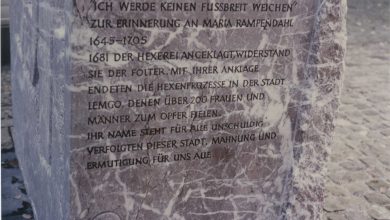 'ICH WERDE KEINEN FUSSBREIT WEICHEN'
ZUR ERINNERUNG AN MARIA RAMPENDAHL
1645–1705
1681 DER HEXEREI ANGEKLAGT, WIDERSTAND
SIE DER FOLTER. MIT IHRER ANKLAGE
ENDETEN DIE HEXENPROZESSE IN DER STADT
LEMGO, DENEN ÜBER 200 FRAUEN UND
MÄNNER ZUM OPFER FIELEN.
IHR NAME STEHT FÜR ALLE UNSCHULDIG
VERFOLGTEN DIESER STADT, MAHNUNG UND
ERMUTIGUNG FÜR UNS ALLE